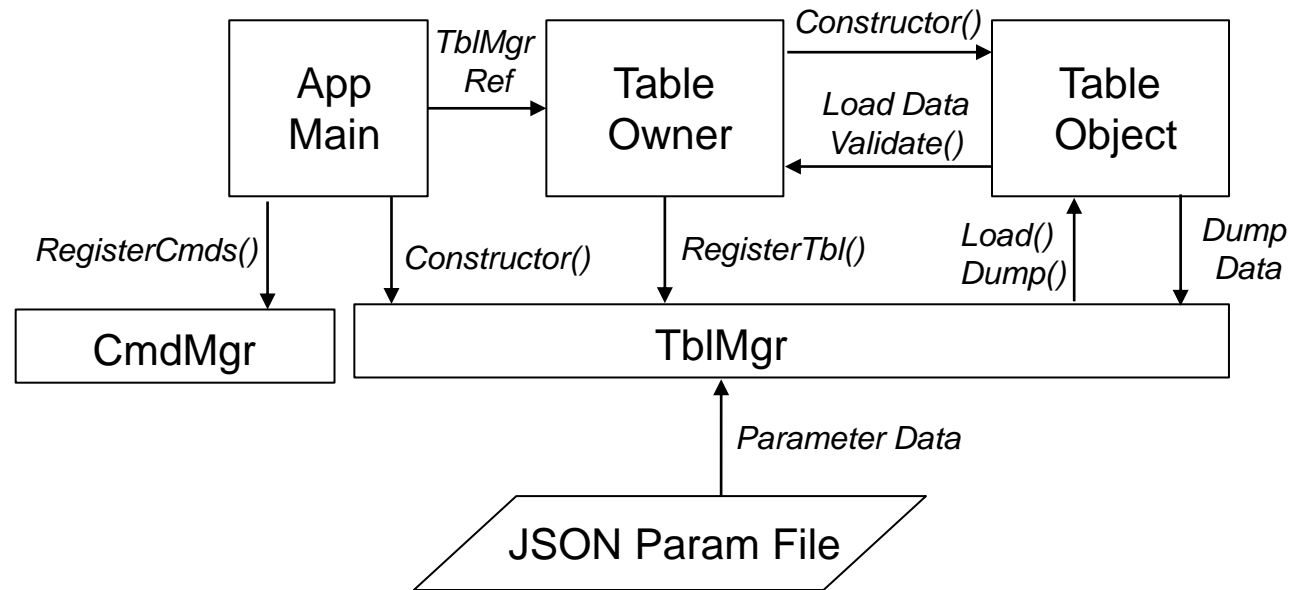 App
Main
TblMgr
Ref
Table
Owner
Constructor()
Load Data
Validate()
Table
Object
RegisterCmds()
Constructor()
RegisterTbl()
Load()
Dump()
Dump
Data
CmdMgr
TblMgr
Parameter Data
JSON Param File